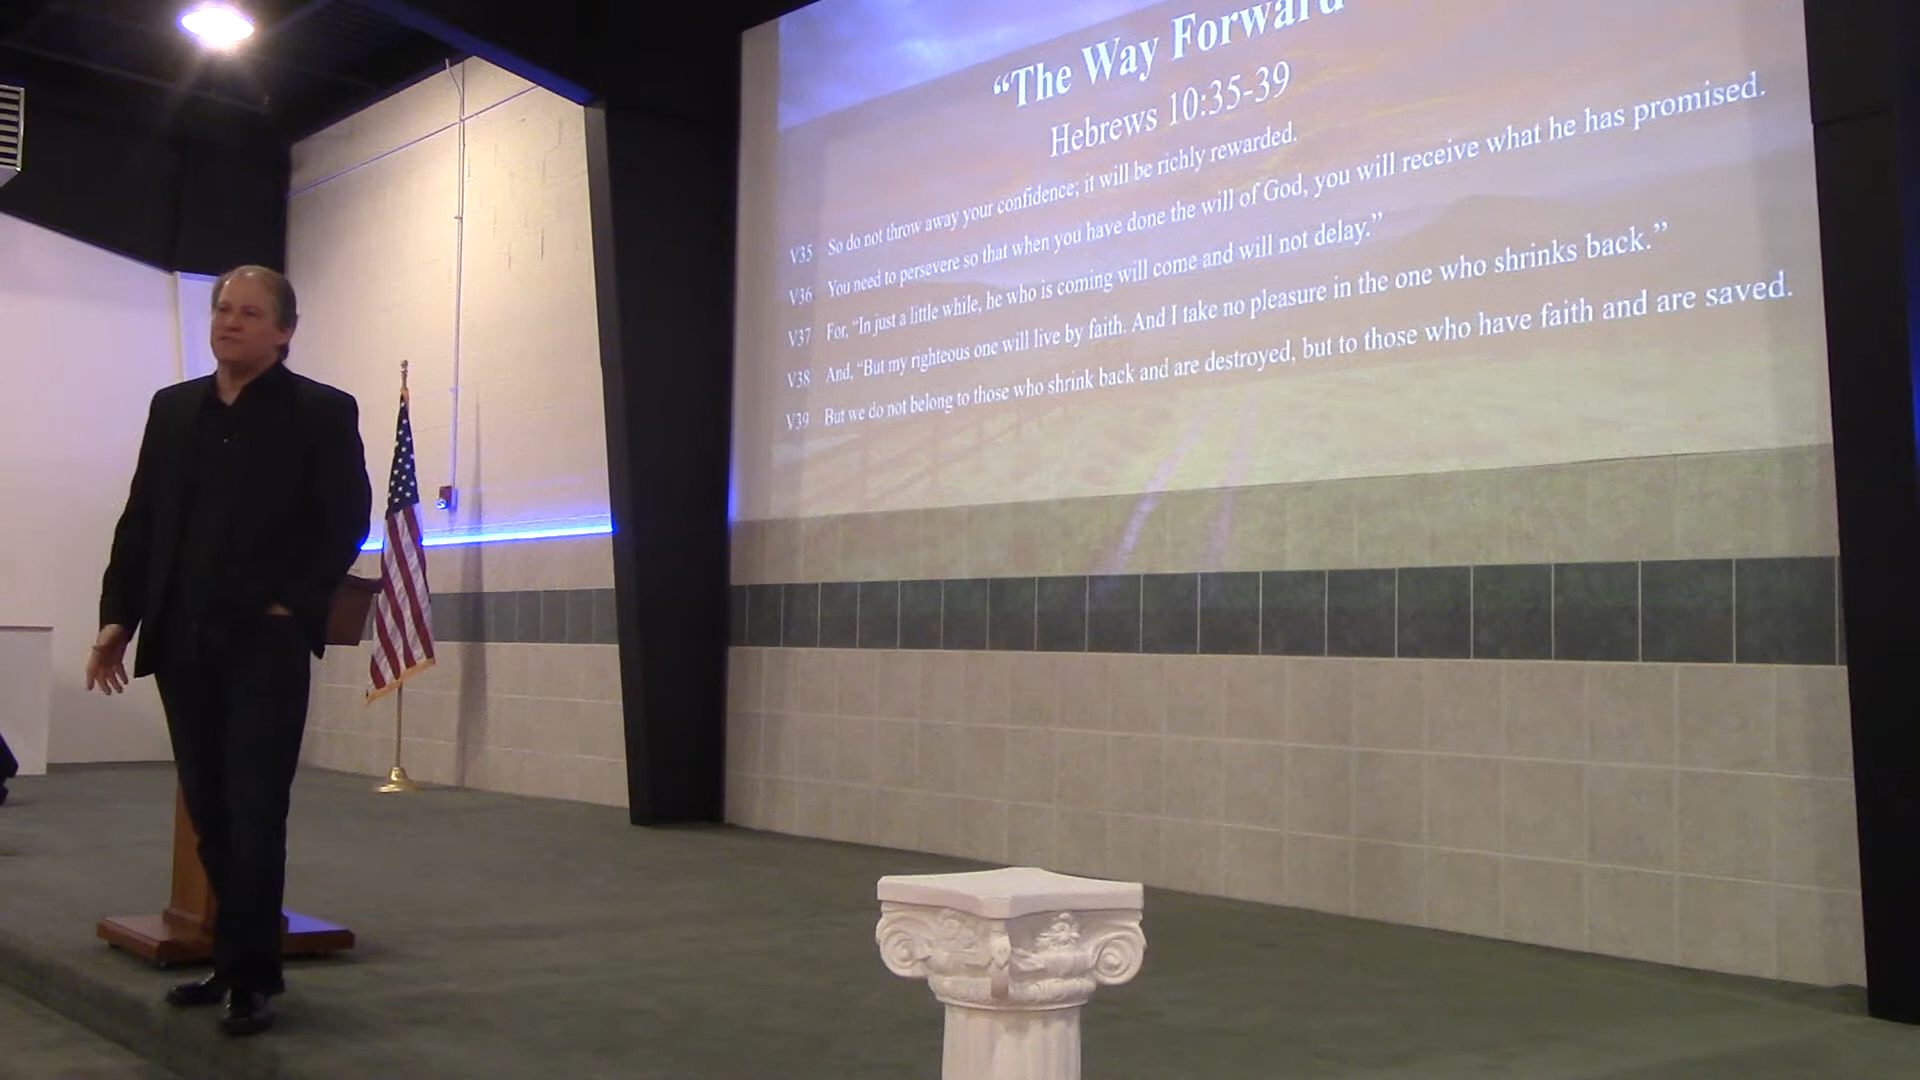 “The Way Forward
Hebrews 10:35-39
V35 So do not throw away your confidence; it will be richly rewarded.
V36 You need to persevere so that when you have done the will of God, you will receive what he has promised.
V37 For, “In just a little while, he who is coming will come and will not delay.”
V38 And, “But my righteous one will live by faith. And I take no pleasure in the one who shrinks back.”
V39 But we do not belong to those who shrink back and are destroyed, but to those who have faith and are saved.